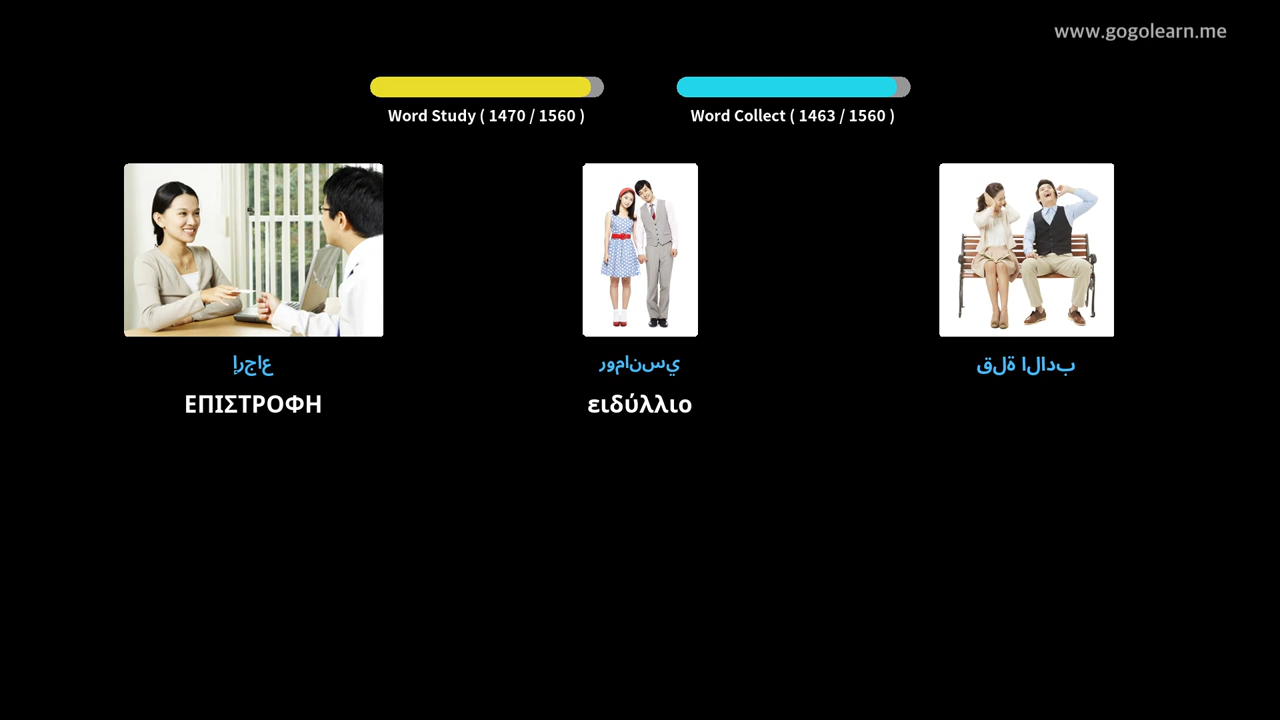 www.gogolearn.me
Word Study ( 1470 / 1560 )
Word Collect ( 1463 / 1560 )
إرجاع
رومانسي
قلة الادب
ΕΠΙΣΤΡΟΦΗ
ειδύλλιο